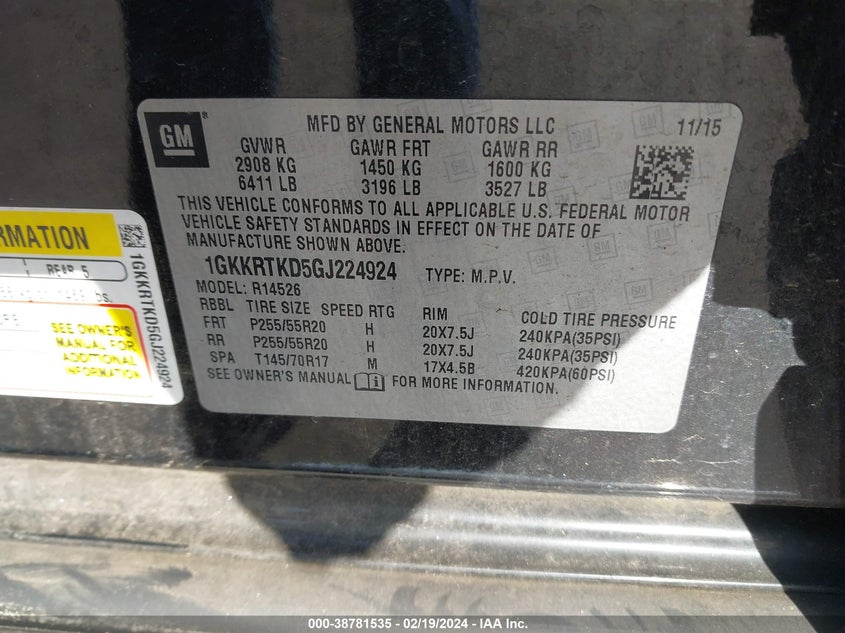 GM
MFD BY GENERAL MOTORS LLC
11/15
GVWR GAWR FRT GAWR RR
2908 KG 1450 KG 1600 KG
6411 LB 3196 LB 3527 LB
THIS VEHICLE CONFORMS TO ALL APPLICABLE U.S. FEDERAL MOTOR
VEHICLE SAFETY STANDARDS IN EFFECT ON THE DATE OF
MANUFACTURE SHOWN ABOVE.
1GKKRTKD5GJ224924 TYPE: M.P.V.
MODEL: R14526
RBBL TIRE SIZE SPEED RTG RIM COLD TIRE PRESSURE
FRT P255/55R20 H 20X7.5J 240KPA(35PSI)
RR P255/55R20 H 20X7.5J 240KPA(35PSI)
SPA T145/70R17 M 17X4.5B 420KPA(60PSI)
SEE OWNER'S MANUAL FOR MORE INFORMATION.
RMATION
REAR 5
lbs.
SEE OWNER'S
MANUAL FOR
ADDITIONAL
INFORMATION
1GKKRTKD5GJ224924
000-38781535 - 02/19/2024 - IAA Inc.